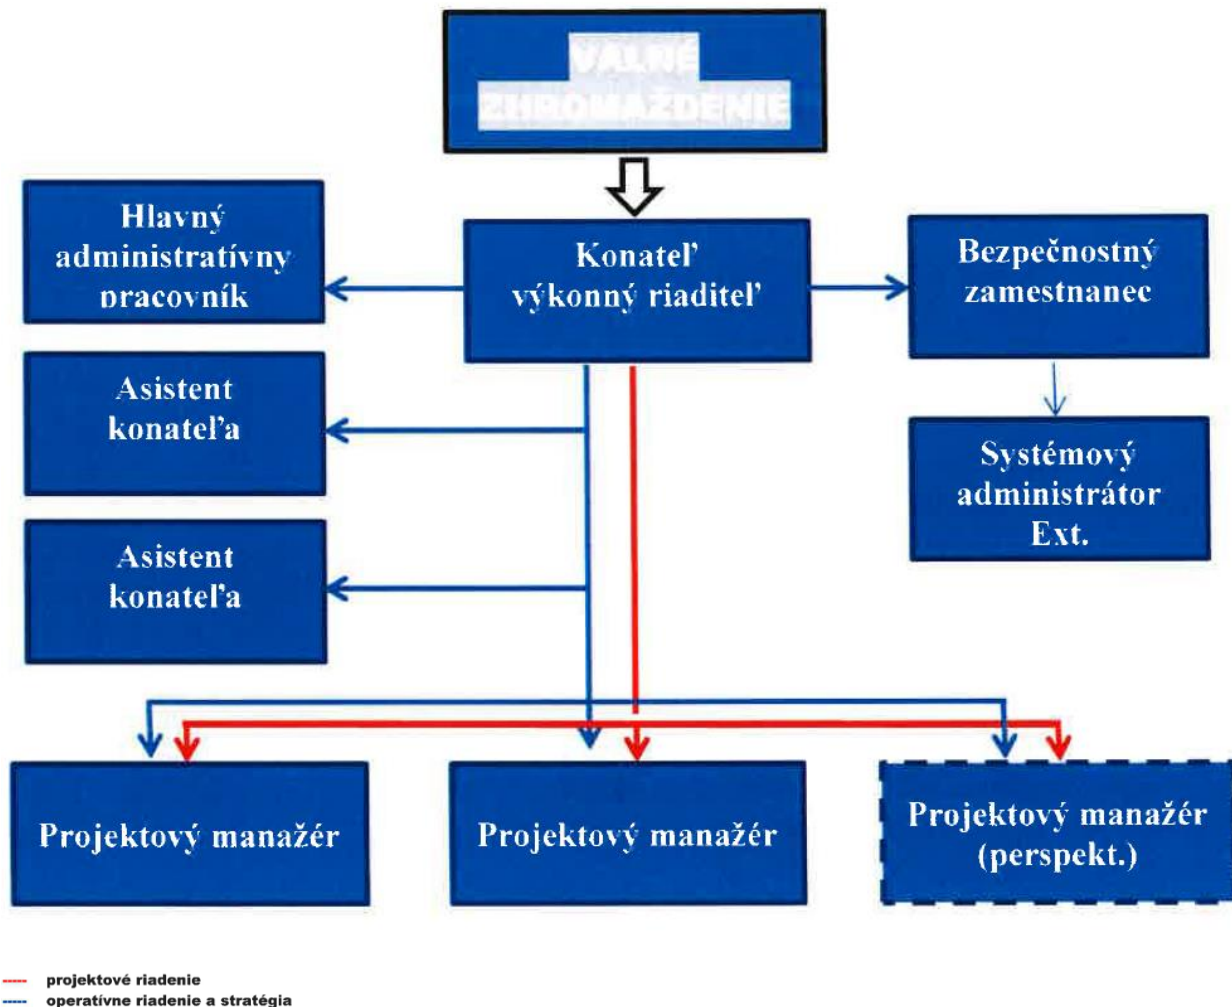 VALNÉ
ZHROMAŽDENIE
Hlavný
administratívny
pracovník
Konateľ
výkonný riaditeľ
Bezpečnostný
zamestnanec
Asistent
konateľa
Systémový
administrátor
Ext.
Asistent
konateľa
Projektový manažér
Projektový manažér
Projektový manažér
(perspekt.)
----- projektové riadenie
----- operatívne riadenie a stratégia